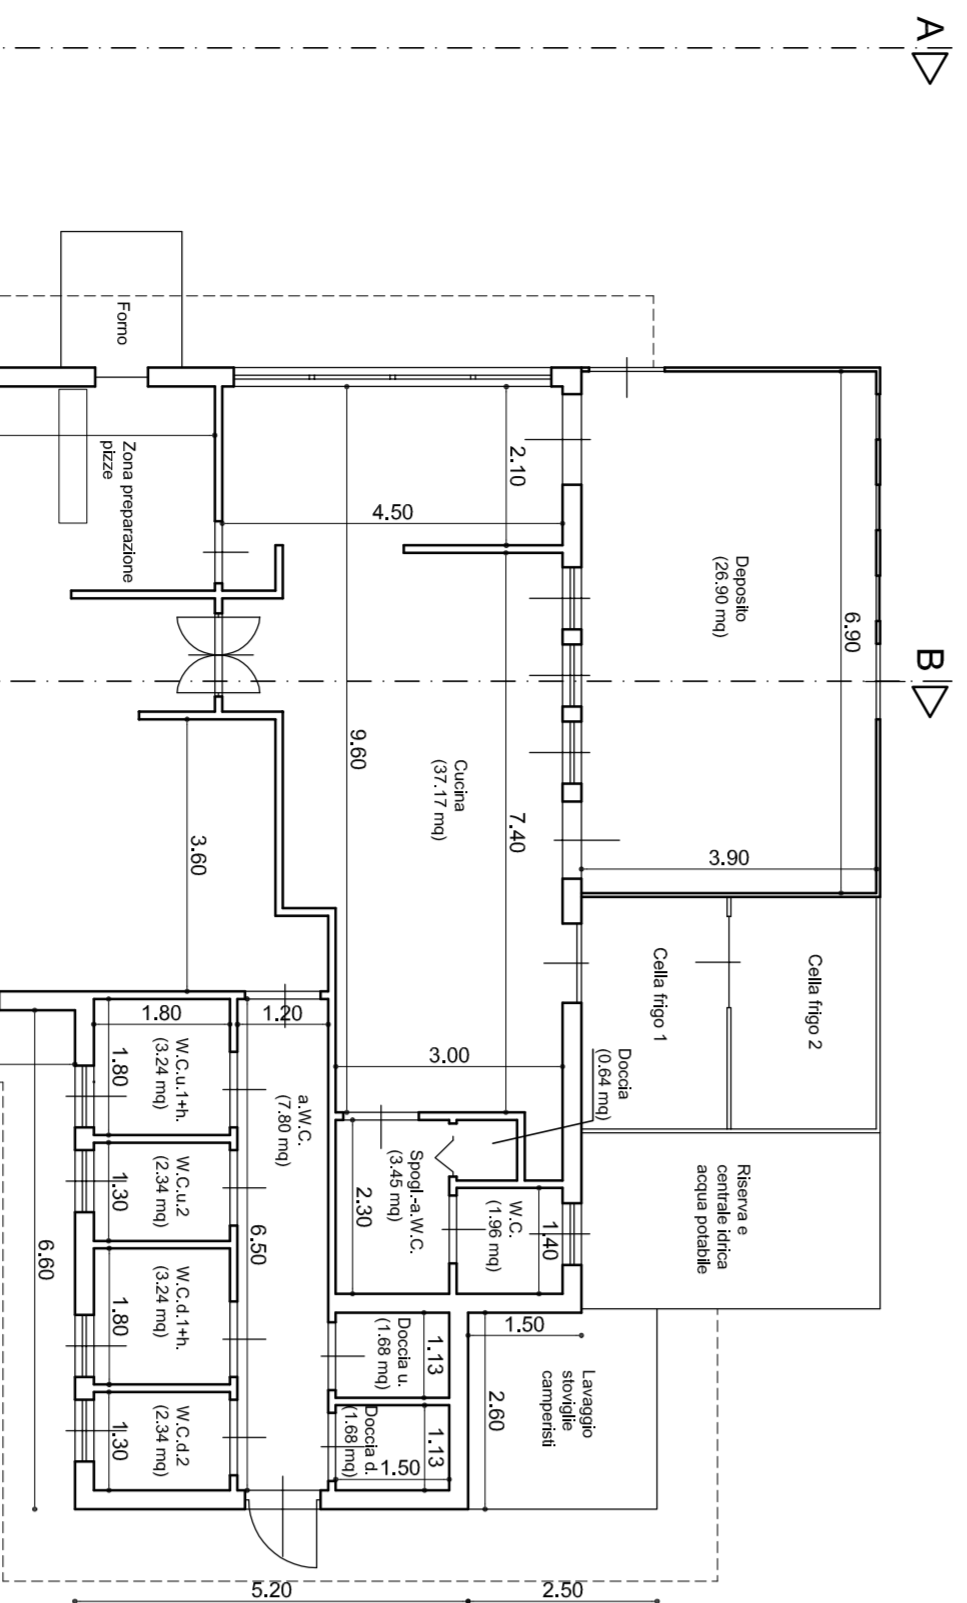 A
B
Forno
Zona preparazione
pizze
2.10
4.50
Deposito
(26.90 mq)
6.90
9.60
Cucina
(37.17 mq)
7.40
3.90
3.60
Cella frigo 1
Cella frigo 2
1.80
1.20
3.00
Doccia
(0.64 mq)
W.C.u.1+h.
(3.24 mq)
1.80
a.W.C.
(7.80 mq)
Spogl.-a.W.C.
(3.45 mq)
2.30
W.C.
(1.96 mq)
1.40
Riserva e
centrale idrica
acqua potabile
W.C.u.2
(2.34 mq)
1.30
6.50
6.60
W.C.d.1+h.
(3.24 mq)
1.80
Doccia u.
(1.68 mq)
1.13
1.50
2.60
Lavaggio
stoviglie
camperisti
W.C.d.2
(2.34 mq)
1.30
Doccia d.
(1.68 mq)
1.13
1.50
5.20
2.50